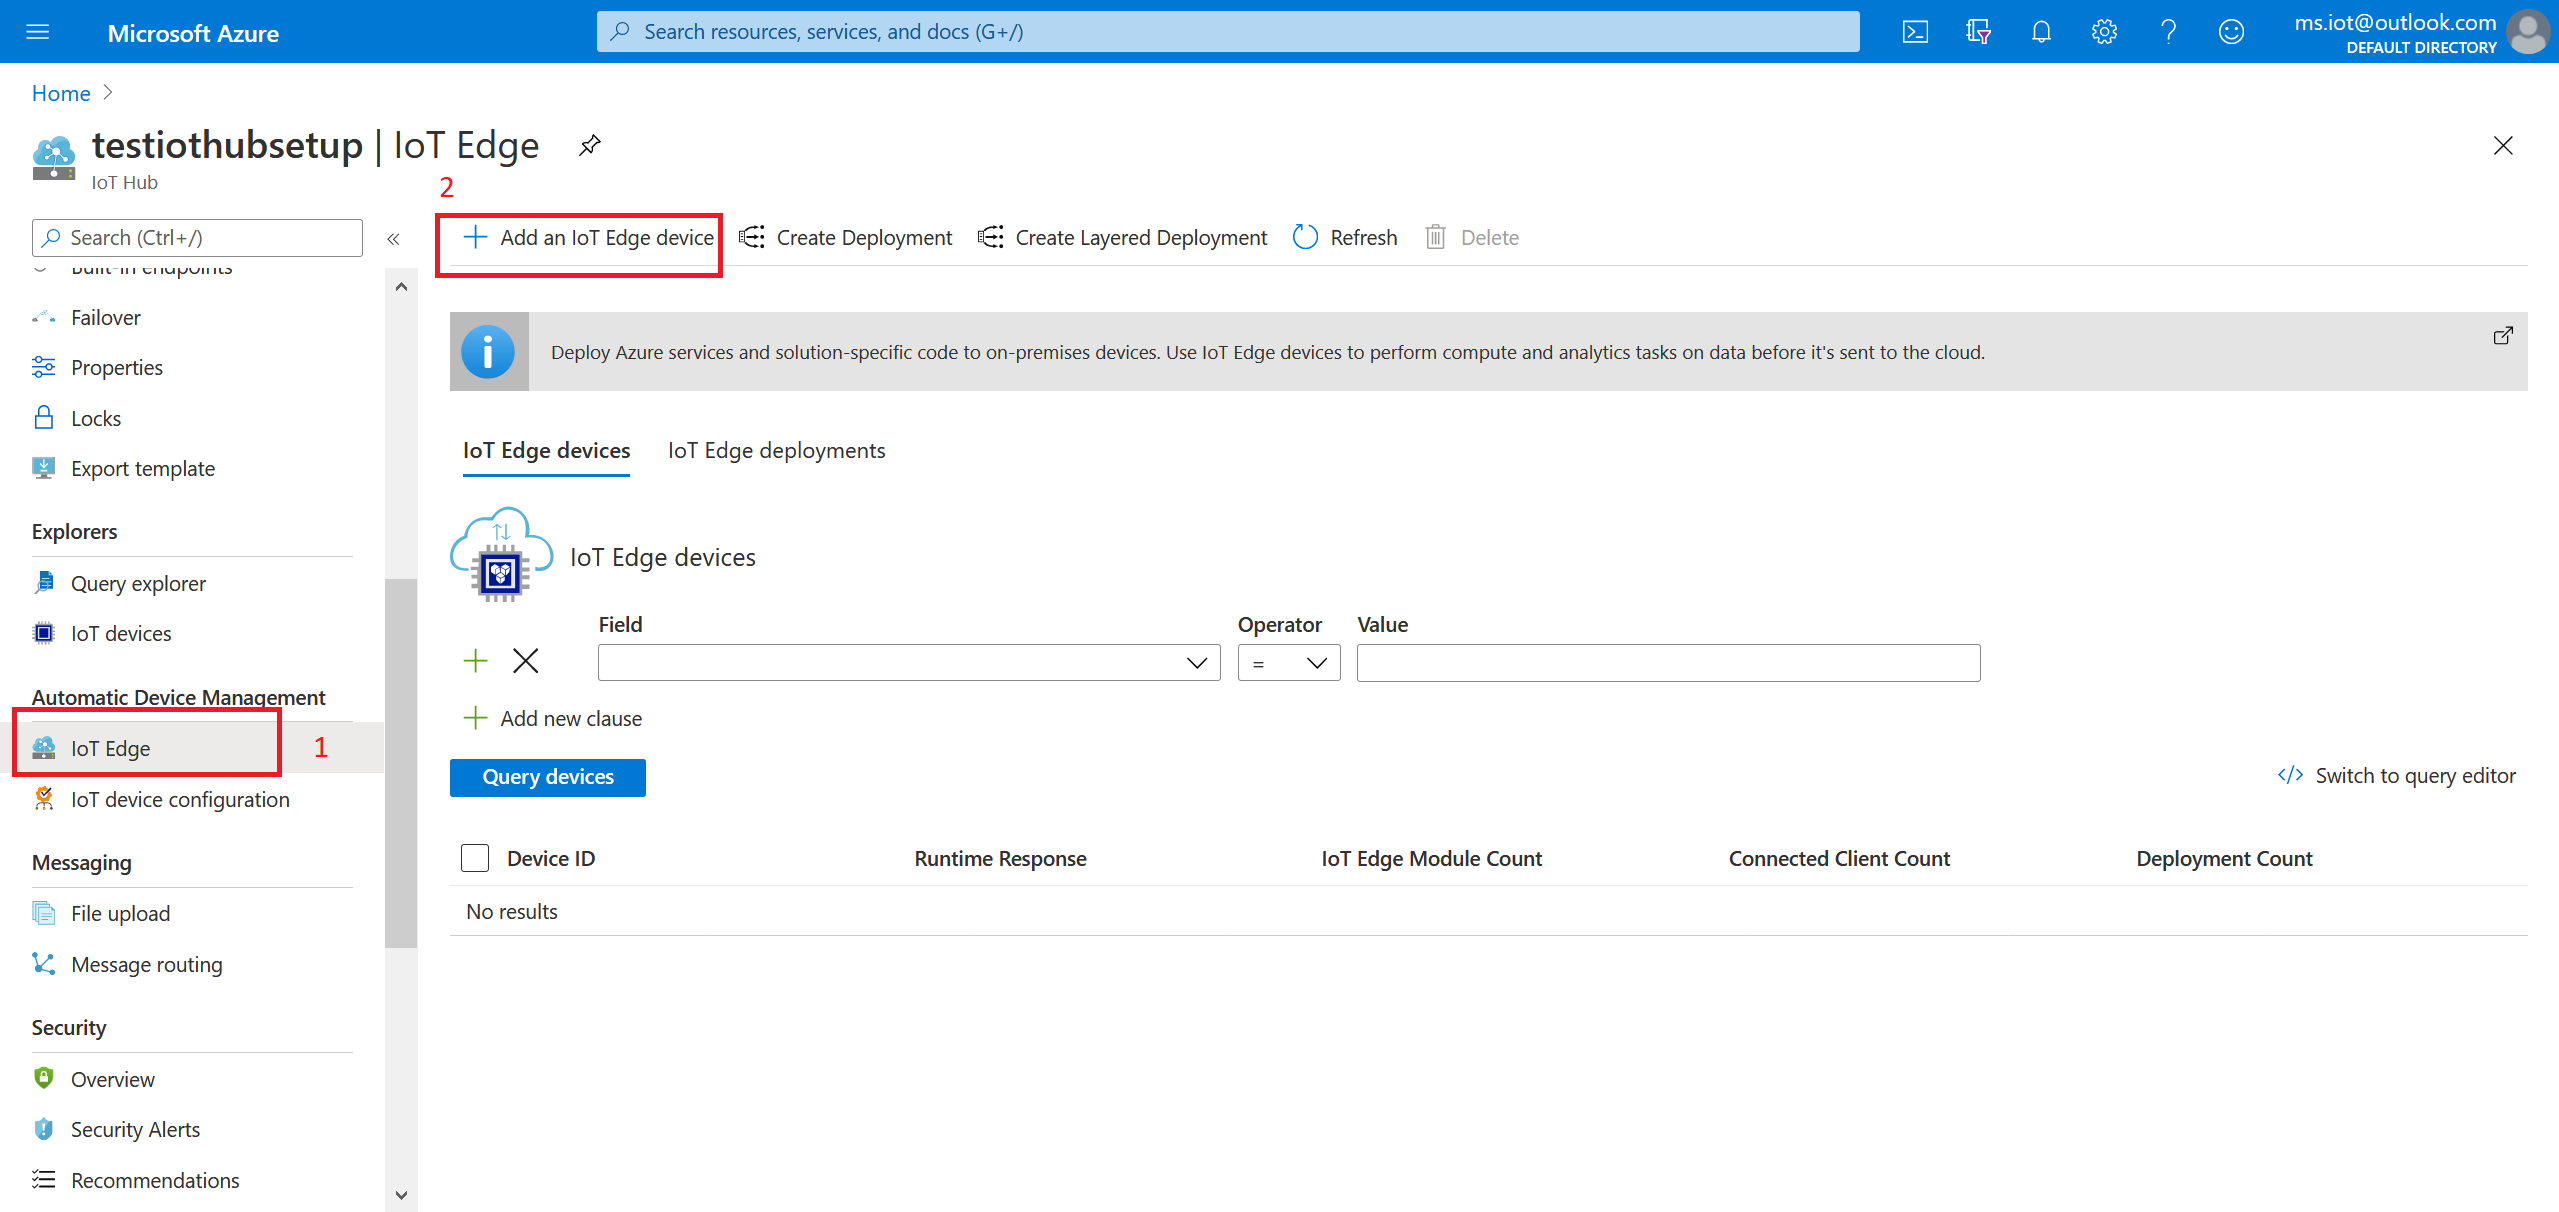 Microsoft Azure
Search resources, services, and docs (G+/)
ms.iot@outlook.com
DEFAULT DIRECTORY
Home
testiothubsetup | IoT Edge
IoT Hub
2
Search (Ctrl+/)
«
Add an IoT Edge device
Create Deployment
Create Layered Deployment
Refresh
Delete
Built-in endpoints
Failover
Properties
Locks
Export template
Explorers
Query explorer
IoT devices
Automatic Device Management
IoT Edge
1
IoT device configuration
Messaging
File upload
Message routing
Security
Overview
Security Alerts
Recommendations
Deploy Azure services and solution-specific code to on-premises devices. Use IoT Edge devices to perform compute and analytics tasks on data before it's sent to the cloud.
IoT Edge devices
IoT Edge deployments
IoT Edge devices
Field
Operator
Value
=
Add new clause
Query devices
Switch to query editor
Device ID
Runtime Response
IoT Edge Module Count
Connected Client Count
Deployment Count
No results